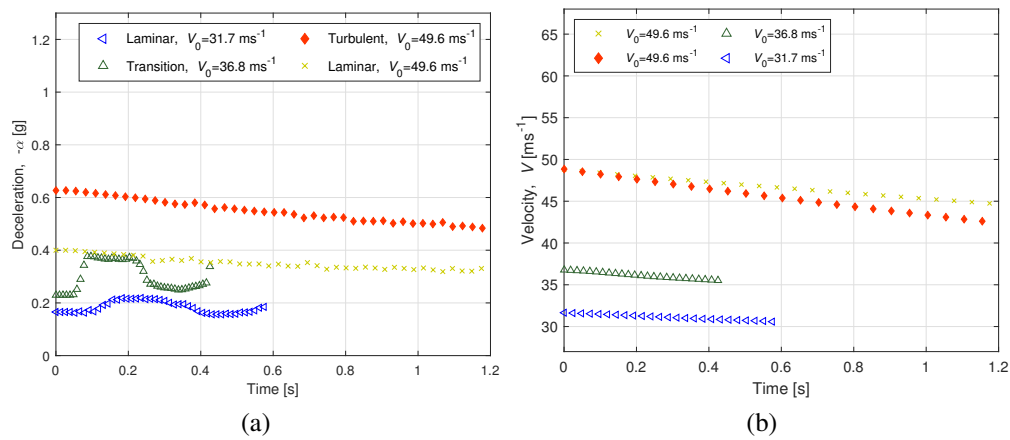 Laminar, V₀=31.7 ms⁻¹
Turbulent, V₀=49.6 ms⁻¹
Transition, V₀=36.8 ms⁻¹
Laminar, V₀=49.6 ms⁻¹
Deceleration, -α [g]
1.2
1
0.8
0.6
0.4
0.2
0
0 0.2 0.4 0.6 0.8 1 1.2
Time [s]
(a)
V₀=49.6 ms⁻¹
V₀=36.8 ms⁻¹
V₀=49.6 ms⁻¹
V₀=31.7 ms⁻¹
Velocity, V [ms⁻¹]
65
60
55
50
45
40
35
30
0 0.2 0.4 0.6 0.8 1 1.2
Time [s]
(b)